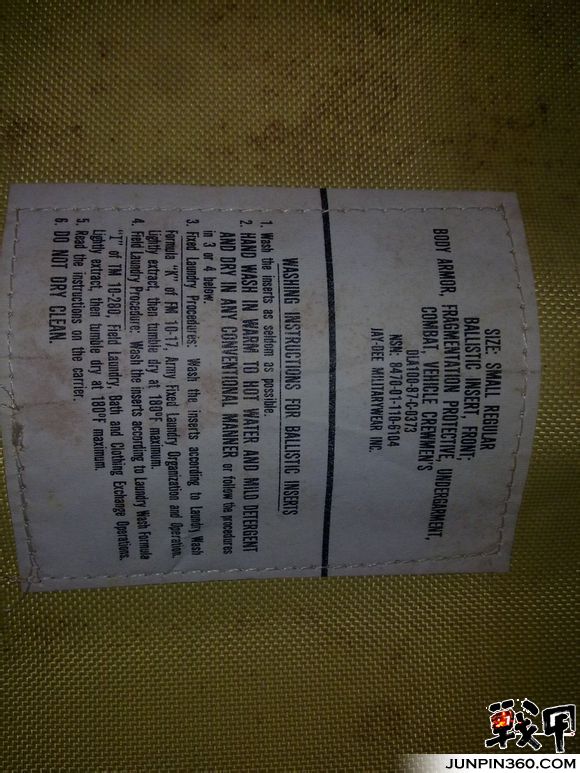 SIZE: SMALL REGULAR
BALLISTIC INSERT FRONT;
BODY ARMOR, FRAGMENTATION PROTECTIVE, UNDERGARMENT,
COMBAT, VEHICLE CREWMEN'S
DLA100-97-C-0373
NSN: 8470-01-116-6104
JAY-DEE MILITARYWEAR INC.
WASHING INSTRUCTIONS FOR BALLISTIC INSERTS
1. Wash the inserts as seldom as possible.
2. HAND WASH IN WARM TO HOT WATER AND MILD DETERGENT
AND DRY IN ANY CONVENTIONAL MANNER or follow the procedures
in 3 or 4 below.
3. Fixed Laundry Procedures: Wash the inserts according to Laundry Wash
Formula "K" of FM 10-17, Army Fixed Laundry Organization and Operation.
Lightly extract, then tumble dry at 180°F maximum.
4. Field Laundry Procedure: Wash the inserts according to Laundry Wash Formula
"I" of TM 10-280, Field Laundry, Bath and Clothing Exchange Operations.
Lightly extract, then tumble dry at 180°F maximum.
5. Read the instructions on the carrier.
6. DO NOT DRY CLEAN.
戰甲
JUNPIN360.COM